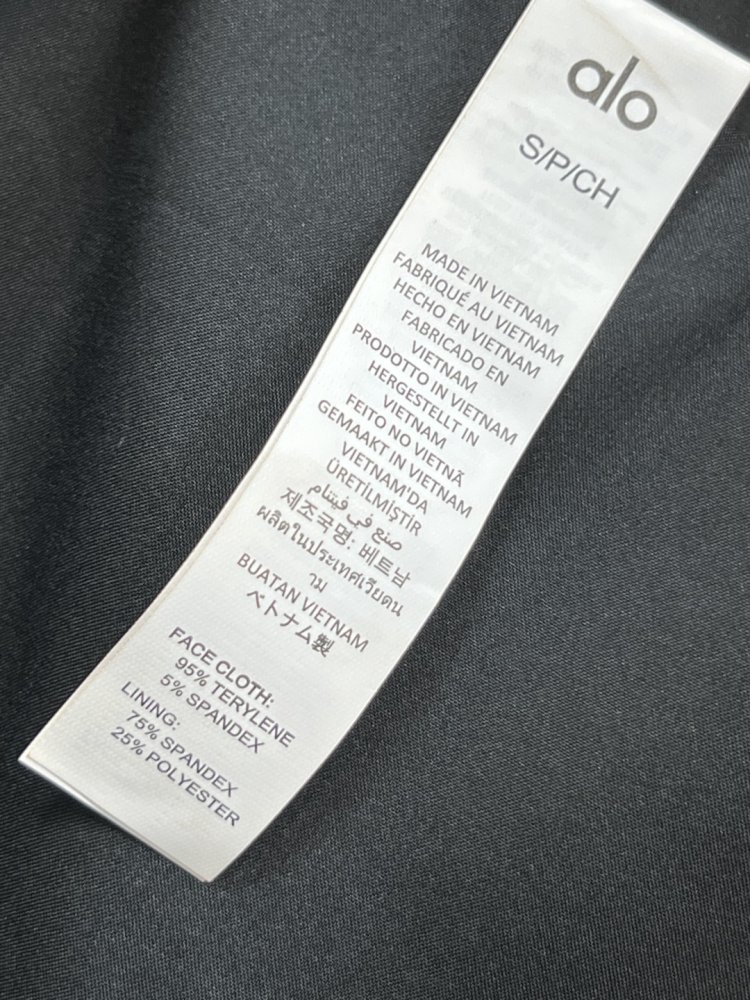 alo
S/P/CH
MADE IN VIETNAM
FABRIQUÉ AU VIETNAM
HECHO EN VIETNAM
FABRICADO EN
VIETNAM
PRODOTTO IN VIETNAM
HERGESTELLT IN
VIETNAM
FEITO NO VIETNÃ
GEMAAKT IN VIETNAM
VIETNAM'DA
ÜRETİLMİŞTİR
صنع في فيتنام
제조국명: 베트남
ผลิตในประเทศเวียดน
าม
BUATAN VIETNAM
ベトナム製
FACE CLOTH:
95% TERYLENE
5% SPANDEX
LINING:
75% SPANDEX
25% POLYESTER